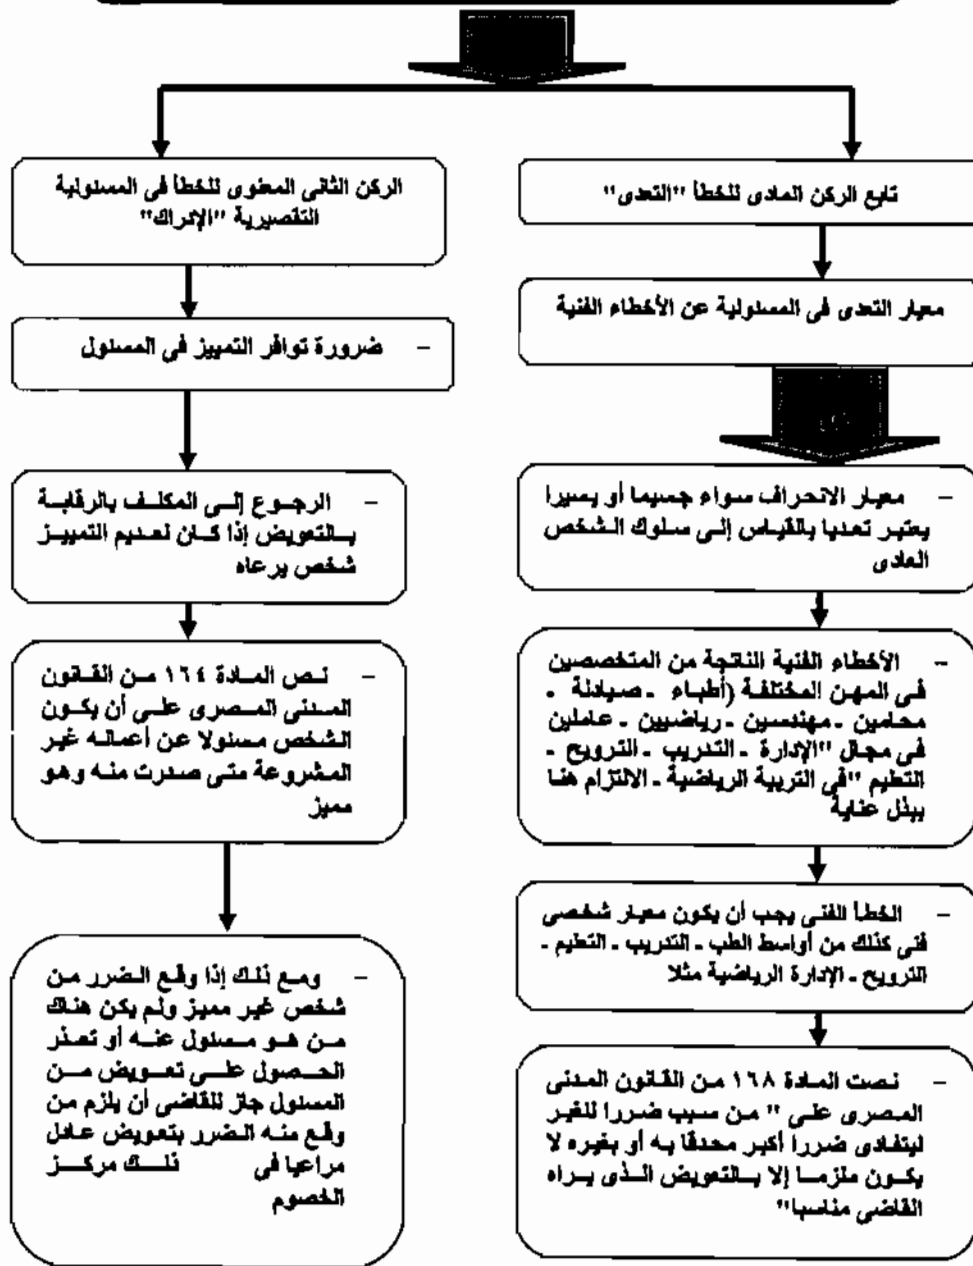 تابع الركن المادى للخطأ "التعدى"
معيار التعدى فى المسئولية عن الأخطاء الفنية
– معيار الانحراف سواء جسيما أو يسيرا
يعتبر تعديا بالقياس إلى سلوك الشخص
العادى
– الأخطاء الفنية الناتجة من المتخصصين
فى المهن المختلفة (أطباء ـ صيادلة ـ
محامين ـ مهندسين ـ رياضيين ـ عاملين
فى مجال "الإدارة ـ التدريب ـ الترويح ـ
التعليم "فى التربية الرياضية ـ الالتزام هنا
ببذل عناية
– الخطأ الفنى يجب أن يكون معيار شخصى
فنى كذلك من أواسط الطب ـ التدريب ـ التعليم ـ
الترويح ـ الإدارة الرياضية مثلا
– نصت المادة ١٦٨ من القانون المدنى
المصرى على " من سبب ضررا للغير
ليتفادى ضررا أكبر محدقا به أو بغيره لا
يكون ملزما إلا بالتعويض الذى يراه
القاضى مناسبا"
الركن الثانى المعنوى للخطأ فى المسئولية
التقصيرية "الإدراك"
– ضرورة توافر التمييز فى المسئول
– الرجوع إلى المكلف بالرقابة
بالتعويض إذا كان لعديم التمييز
شخص يرعاه
– نص المادة ١٦٤ من القانون
المدنى المصرى على أن يكون
الشخص مسئولا عن أعماله غير
المشروعة متى صدرت منه وهو
مميز
– ومع ذلك إذا وقع الضرر من
شخص غير مميز ولم يكن هناك
من هو مسئول عنه أو تعذر
الحصول على تعويض من
المسئول جاز للقاضى أن يلزم من
وقع منه الضرر بتعويض عادل
مراعيا فى ذلك مركز
الخصوم